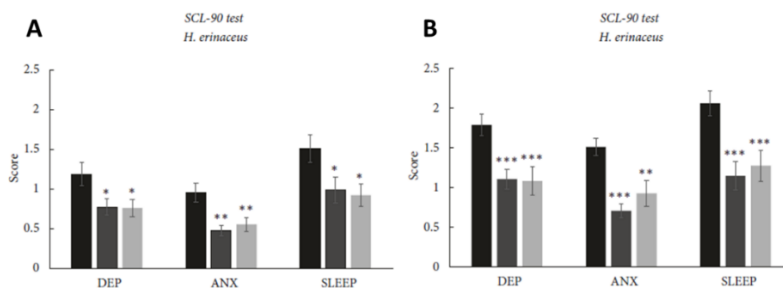 A
SCL-90 test
H. erinaceus
2.5
2
1.5
1
0.5
0
Score
* *
** **
* *
DEP ANX SLEEP
B
SCL-90 test
H. erinaceus
2.5
2
1.5
1
0.5
0
Score
*** ***
*** **
*** ***
DEP ANX SLEEP